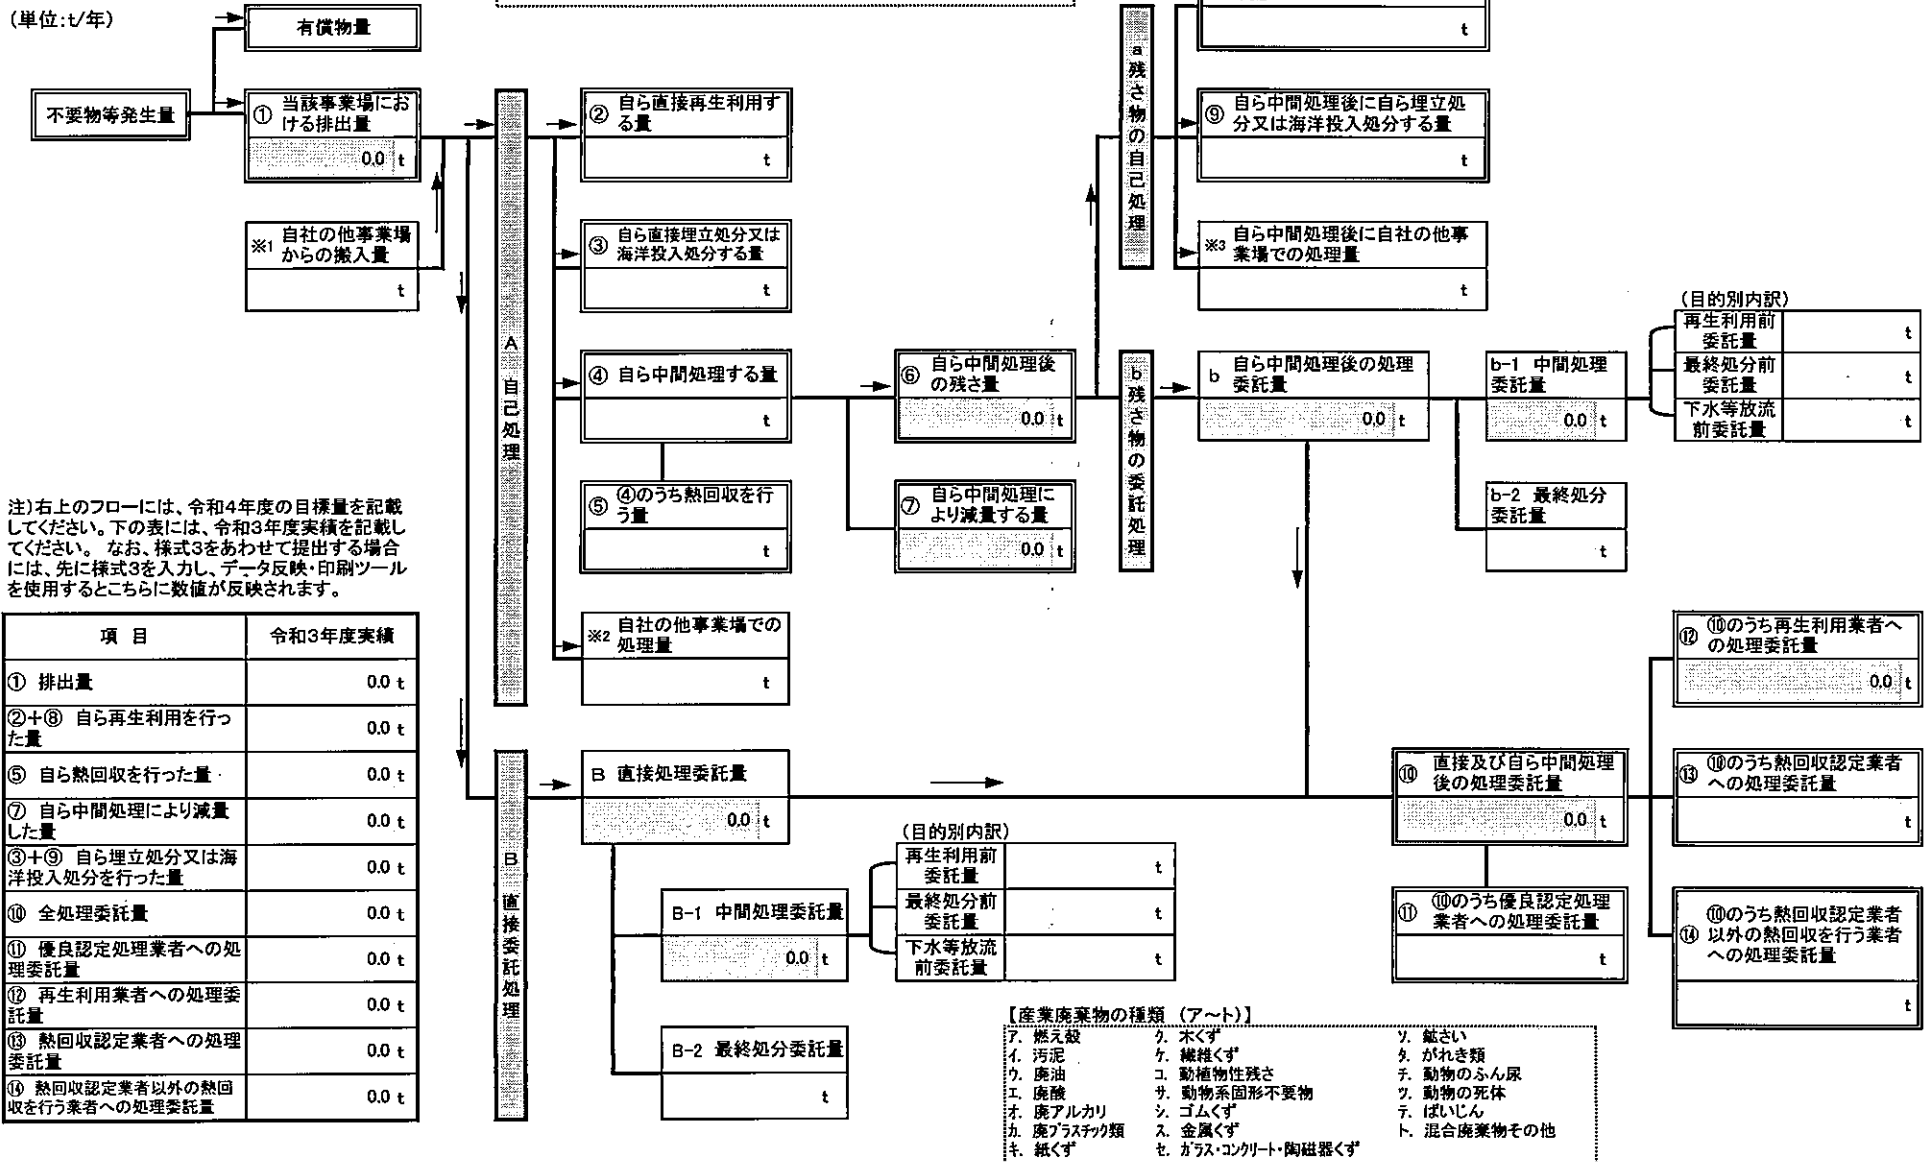 (単位:t/年)
有償物量
不要物等発生量
① 当該事業場にお
ける排出量
0.0 t
※1 自社の他事業場
からの搬入量
t
A 自己処理
② 自ら直接再生利用す
る量
t
③ 自ら直接埋立処分又は
海洋投入処分する量
t
④ 自ら中間処理する量
t
⑤ ④のうち熱回収を行
う量
t
※2 自社の他事業場での
処理量
t
⑥ 自ら中間処理後
の残さ量
0.0 t
⑦ 自ら中間処理に
より減量する量
0.0 t
a 残さ物の自己処理
t
⑨ 自ら中間処理後に自ら埋立処
分又は海洋投入処分する量
t
※3 自ら中間処理後に自社の他事
業場での処理量
t
b 残さ物の委託処理
b 自ら中間処理後の処理
委託量
0.0 t
b-1 中間処理
委託量
0.0 t
(目的別内訳)
再生利用前
委託量
t
最終処分前
委託量
t
下水等放流
前委託量
t
b-2 最終処分
委託量
t
注)右上のフローには、令和4年度の目標量を記載
してください。下の表には、令和3年度実績を記載し
てください。 なお、様式3をあわせて提出する場合
には、先に様式3を入力し、データ反映・印刷ツール
を使用するとこちらに数値が反映されます。
項 目 令和3年度実績
① 排出量 0.0 t
②+⑧ 自ら再生利用を行っ
た量 0.0 t
⑤ 自ら熱回収を行った量 0.0 t
⑦ 自ら中間処理により減量
した量 0.0 t
③+⑨ 自ら埋立処分又は海
洋投入処分を行った量 0.0 t
⑩ 全処理委託量 0.0 t
⑪ 優良認定処理業者への処
理委託量 0.0 t
⑫ 再生利用業者への処理委
託量 0.0 t
⑬ 熱回収認定業者への処理
委託量 0.0 t
⑭ 熱回収認定業者以外の熱回
収を行う業者への処理委託量 0.0 t
B 直接委託処理
B 直接処理委託量
0.0 t
B-1 中間処理委託量
0.0 t
(目的別内訳)
再生利用前
委託量
t
最終処分前
委託量
t
下水等放流
前委託量
t
B-2 最終処分委託量
t
⑩ 直接及び自ら中間処理
後の処理委託量
0.0 t
⑪ ⑩のうち優良認定処理
業者への処理委託量
t
⑫ ⑩のうち再生利用業者へ
の処理委託量
0.0 t
⑬ ⑩のうち熱回収認定業者
への処理委託量
t
⑭ ⑩のうち熱回収認定業者
以外の熱回収を行う業者
への処理委託量
t
【産業廃棄物の種類 (ア~ト)】
ア. 燃え殻 ク. 木くず ソ. 鉱さい
イ. 汚泥 ケ. 繊維くず タ. がれき類
ウ. 廃油 コ. 動植物性残さ チ. 動物のふん尿
エ. 廃酸 サ. 動物系固形不要物 ツ. 動物の死体
オ. 廃アルカリ シ. ゴムくず テ. ばいじん
カ. 廃プラスチック類 ス. 金属くず ト. 混合廃棄物その他
キ. 紙くず セ. ガラス・コンクリート・陶磁器くず